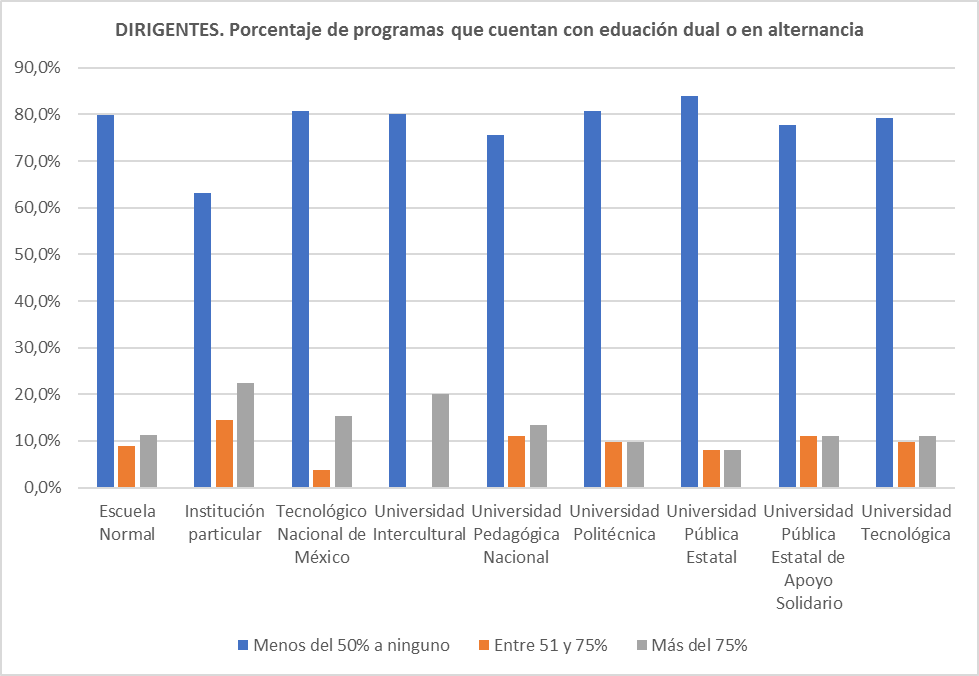 DIRIGENTES. Porcentaje de programas que cuentan con eduación dual o en alternancia
90,0%
80,0%
70,0%
60,0%
50,0%
40,0%
30,0%
20,0%
10,0%
0,0%
Escuela
Normal
Institución
particular
Tecnológico
Nacional de
México
Universidad
Intercultural
Universidad
Pedagógica
Nacional
Universidad
Politécnica
Universidad
Pública
Estatal
Universidad
Pública
Estatal de
Apoyo
Solidario
Universidad
Tecnológica
Menos del 50% a ninguno
Entre 51 y 75%
Más del 75%